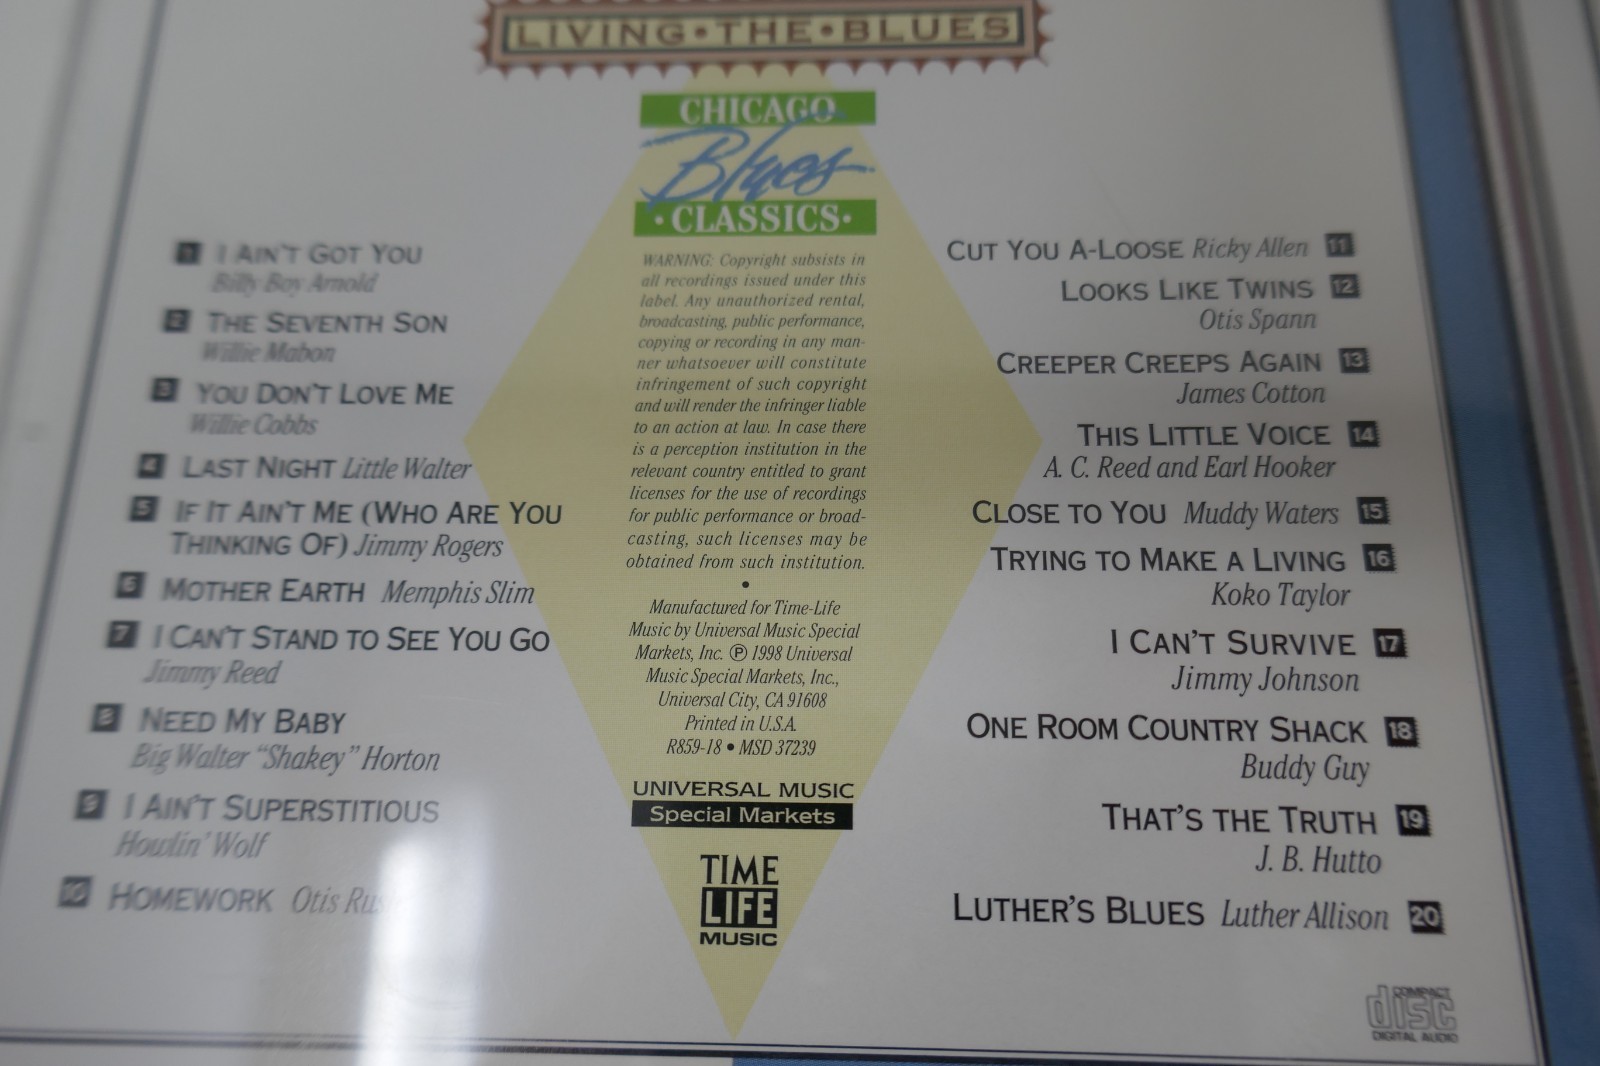 LIVING•THE•BLUES
CHICAGO
Blues
•CLASSICS•
1 I AIN'T GOT YOU
Billy Boy Arnold
2 THE SEVENTH SON
Willie Mabon
3 YOU DON'T LOVE ME
Willie Cobbs
4 LAST NIGHT Little Walter
5 IF IT AIN'T ME (WHO ARE YOU
THINKING OF) Jimmy Rogers
6 MOTHER EARTH Memphis Slim
7 I CAN'T STAND TO SEE YOU GO
Jimmy Reed
8 NEED MY BABY
Big Walter “Shakey” Horton
9 I AIN'T SUPERSTITIOUS
Howlin' Wolf
10 HOMEWORK Otis
WARNING: Copyright subsists in
all recordings issued under this
label. Any unauthorized rental,
broadcasting, public performance,
copying or recording in any man-
ner whatsoever will constitute
infringement of such copyright
and will render the infringer liable
to an action at law. In case there
is a perception institution in the
relevant country entitled to grant
licenses for the use of recordings
for public performance or broad-
casting, such licenses may be
obtained from such institution.
•
Manufactured for Time-Life
Music by Universal Music Special
Markets, Inc. ℗ 1998 Universal
Music Special Markets, Inc.,
Universal City, CA 91608
Printed in U.S.A.
R859-18 • MSD 37239
UNIVERSAL MUSIC
Special Markets
TIME
LIFE
MUSIC
CUT YOU A-LOOSE Ricky Allen 11
LOOKS LIKE TWINS 12
Otis Spann
CREEPER CREEPS AGAIN 13
James Cotton
THIS LITTLE VOICE 14
A. C. Reed and Earl Hooker
CLOSE TO YOU Muddy Waters 15
TRYING TO MAKE A LIVING 16
Koko Taylor
I CAN'T SURVIVE 17
Jimmy Johnson
ONE ROOM COUNTRY SHACK 18
Buddy Guy
THAT'S THE TRUTH 19
J. B. Hutto
LUTHER'S BLUES Luther Allison 20
COMPACT
disc
DIGITAL AUDIO